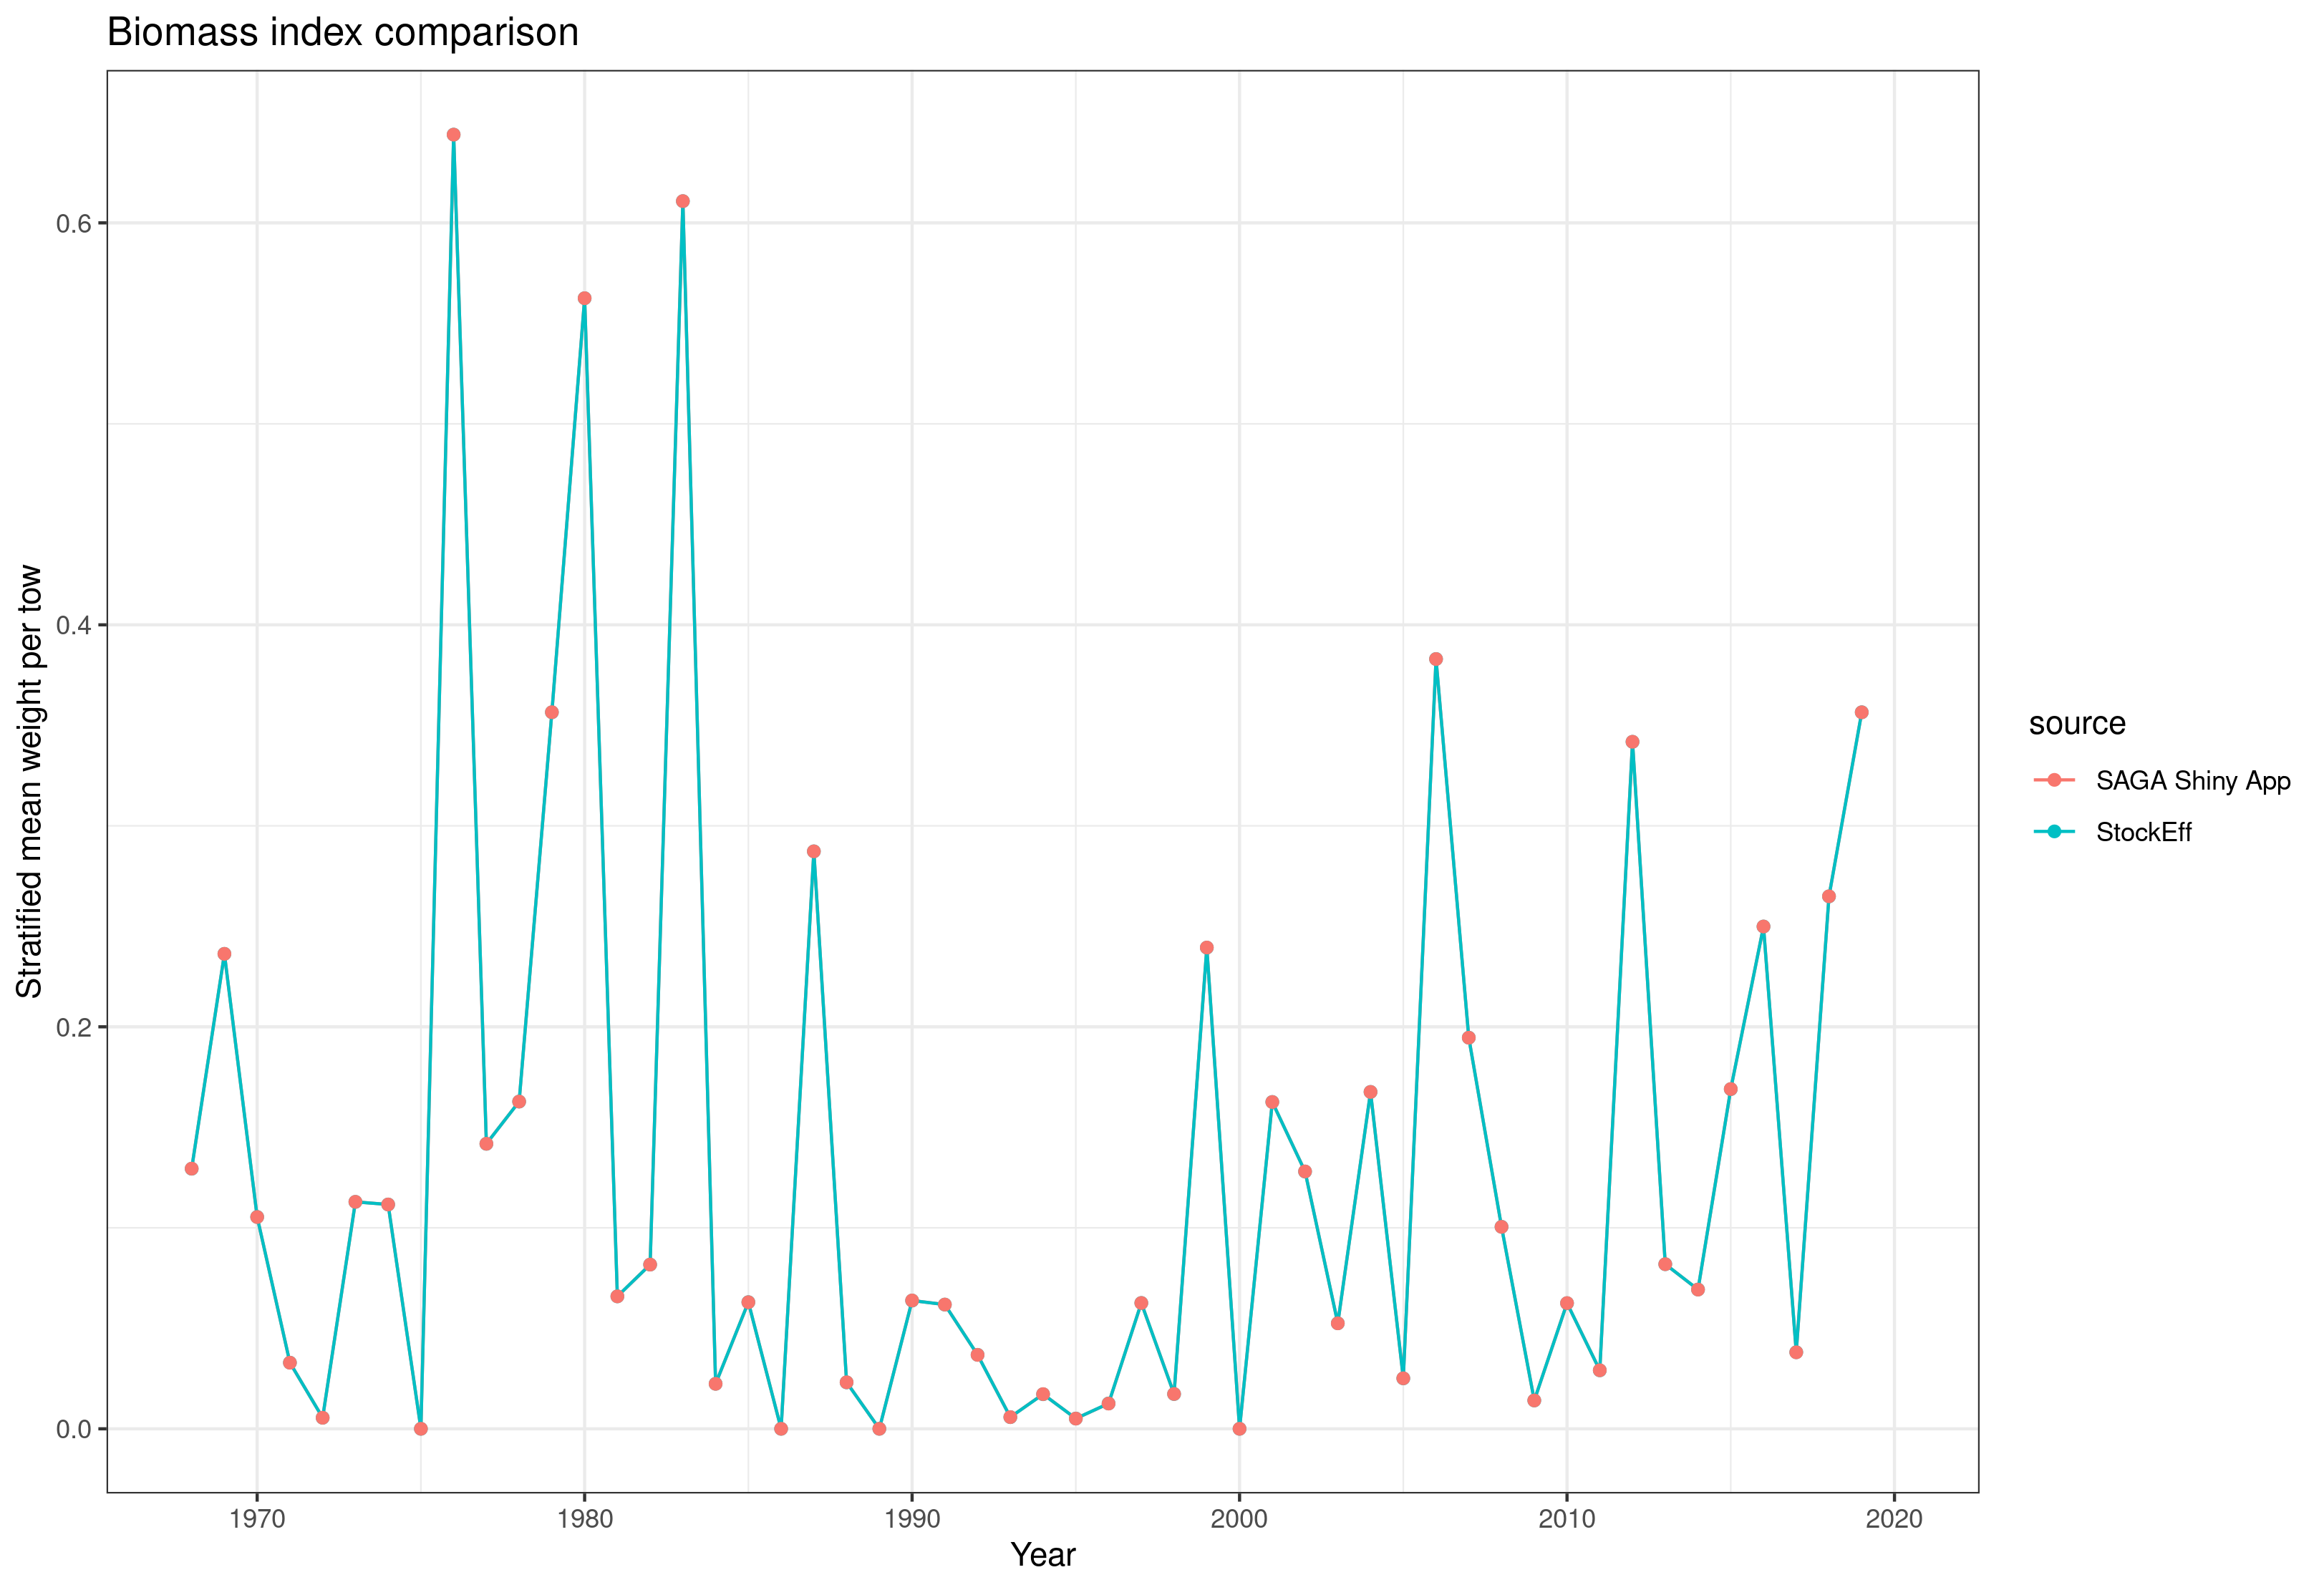 Biomass index comparison
Stratified mean weight per tow
0.6
0.4
0.2
0.0
1970 1980 1990 2000 2010 2020
Year
source
SAGA Shiny App
StockEff